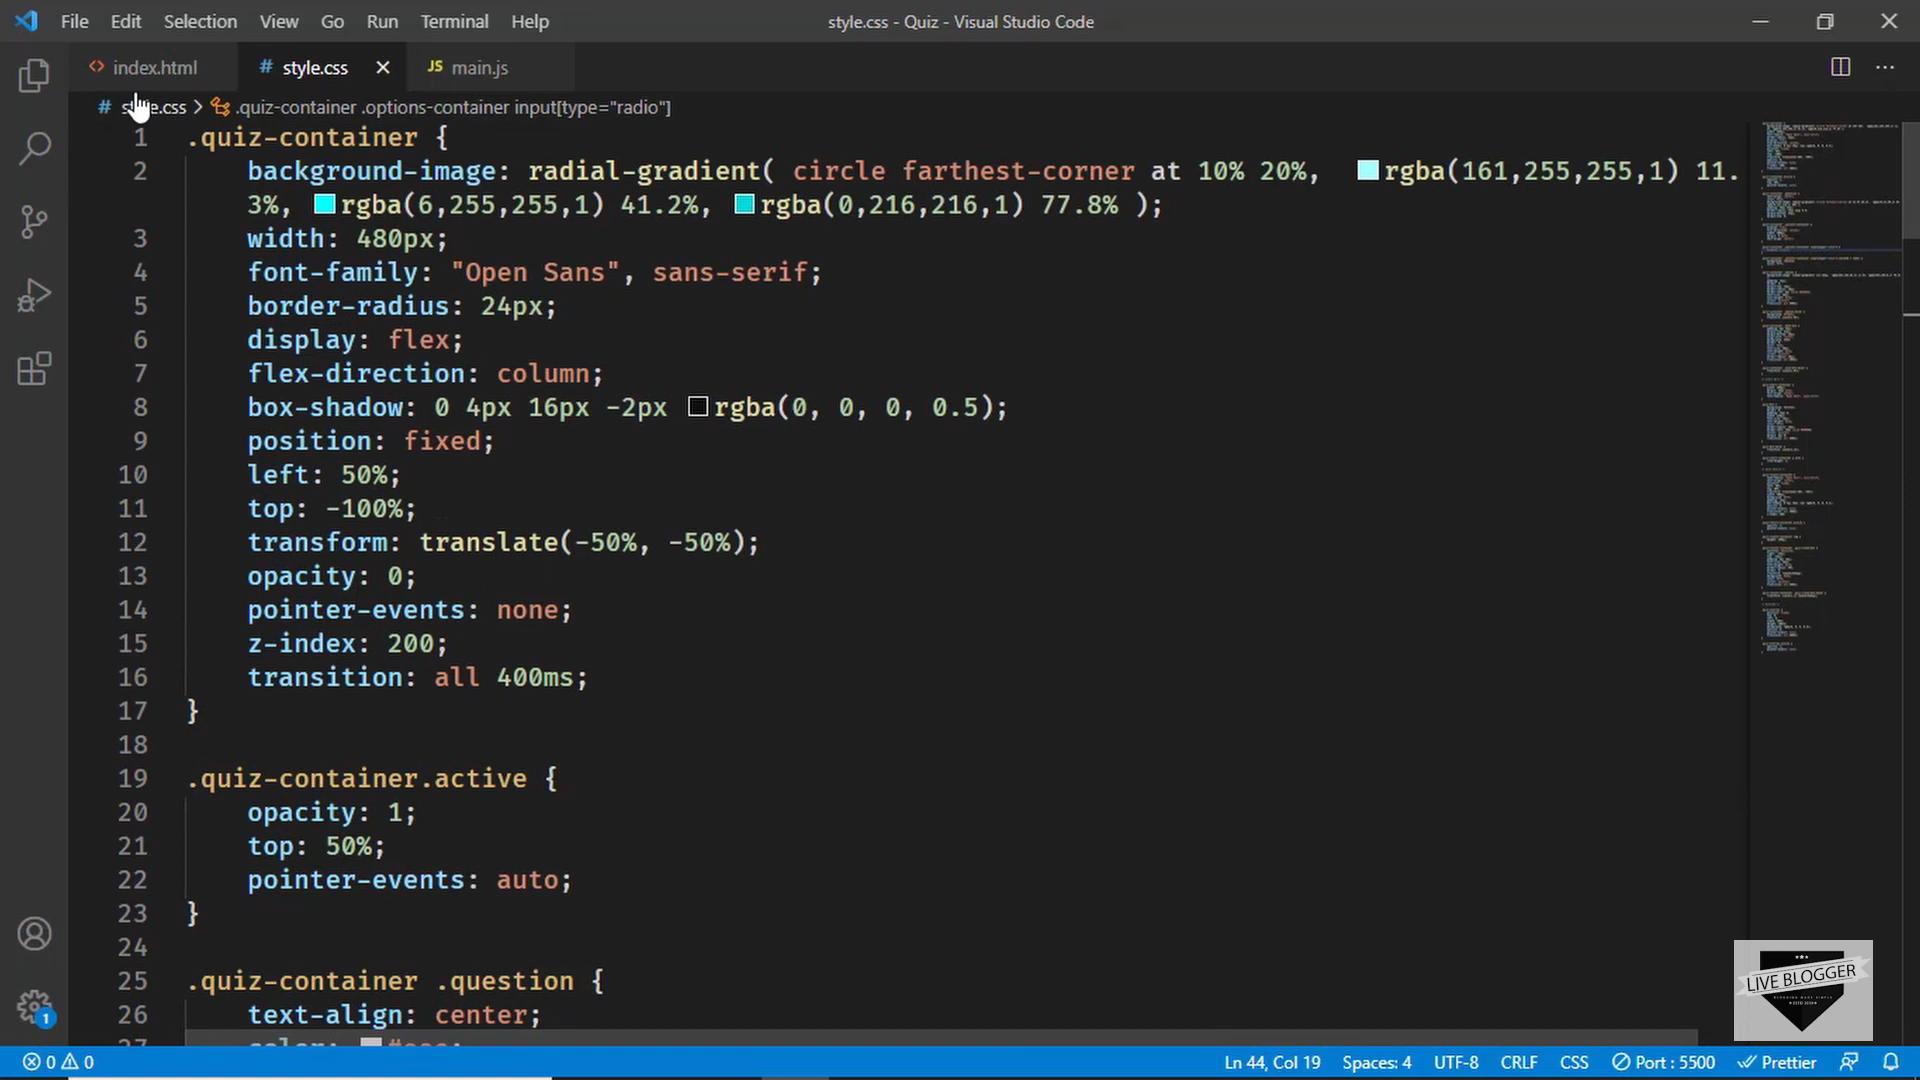 File Edit Selection View Go Run Terminal Help style.css - Quiz - Visual Studio Code
<> index.html # style.css × JS main.js
# style.css > .quiz-container .options-container input[type="radio"]
1 .quiz-container {
2 background-image: radial-gradient( circle farthest-corner at 10% 20%, rgba(161,255,255,1) 11.
3%, rgba(6,255,255,1) 41.2%, rgba(0,216,216,1) 77.8% );
3 width: 480px;
4 font-family: "Open Sans", sans-serif;
5 border-radius: 24px;
6 display: flex;
7 flex-direction: column;
8 box-shadow: 0 4px 16px -2px rgba(0, 0, 0, 0.5);
9 position: fixed;
10 left: 50%;
11 top: -100%;
12 transform: translate(-50%, -50%);
13 opacity: 0;
14 pointer-events: none;
15 z-index: 200;
16 transition: all 400ms;
17 }
18
19 .quiz-container.active {
20 opacity: 1;
21 top: 50%;
22 pointer-events: auto;
23 }
24
25 .quiz-container .question {
26 text-align: center;
LIVE BLOGGER
1
0 0 Ln 44, Col 19 Spaces: 4 UTF-8 CRLF CSS Port : 5500 Prettier